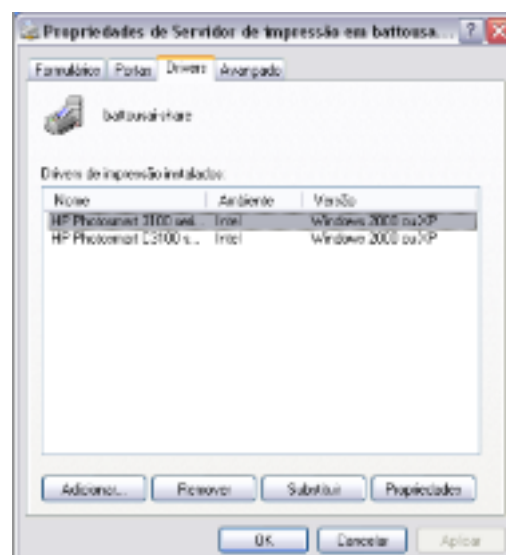 Propriedades de Servidor de impressão em battousa... ?
Formulários Portas Drivers Avançado
battousai-share
Drivers de impressão instalados:
Nome Ambiente Versão
HP Photosmart 3100 seri... Intel Windows 2000 ou XP
HP Photosmart C3100 s... Intel Windows 2000 ou XP
Adicionar... Remover Substituir Propriedades
OK Cancelar Aplicar